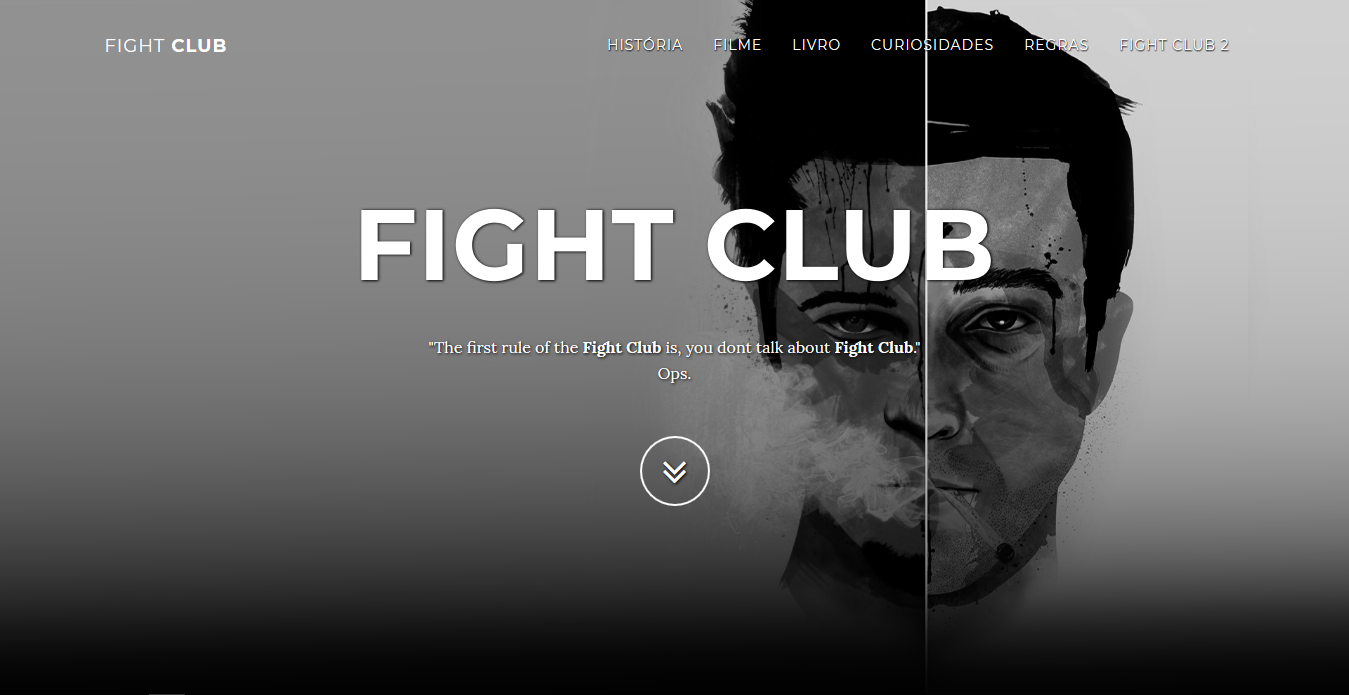 FIGHT CLUB
HISTÓRIA FILME LIVRO CURIOSIDADES REGRAS FIGHT CLUB 2
FIGHT CLUB
"The first rule of the Fight Club is, you dont talk about Fight Club."
Ops.